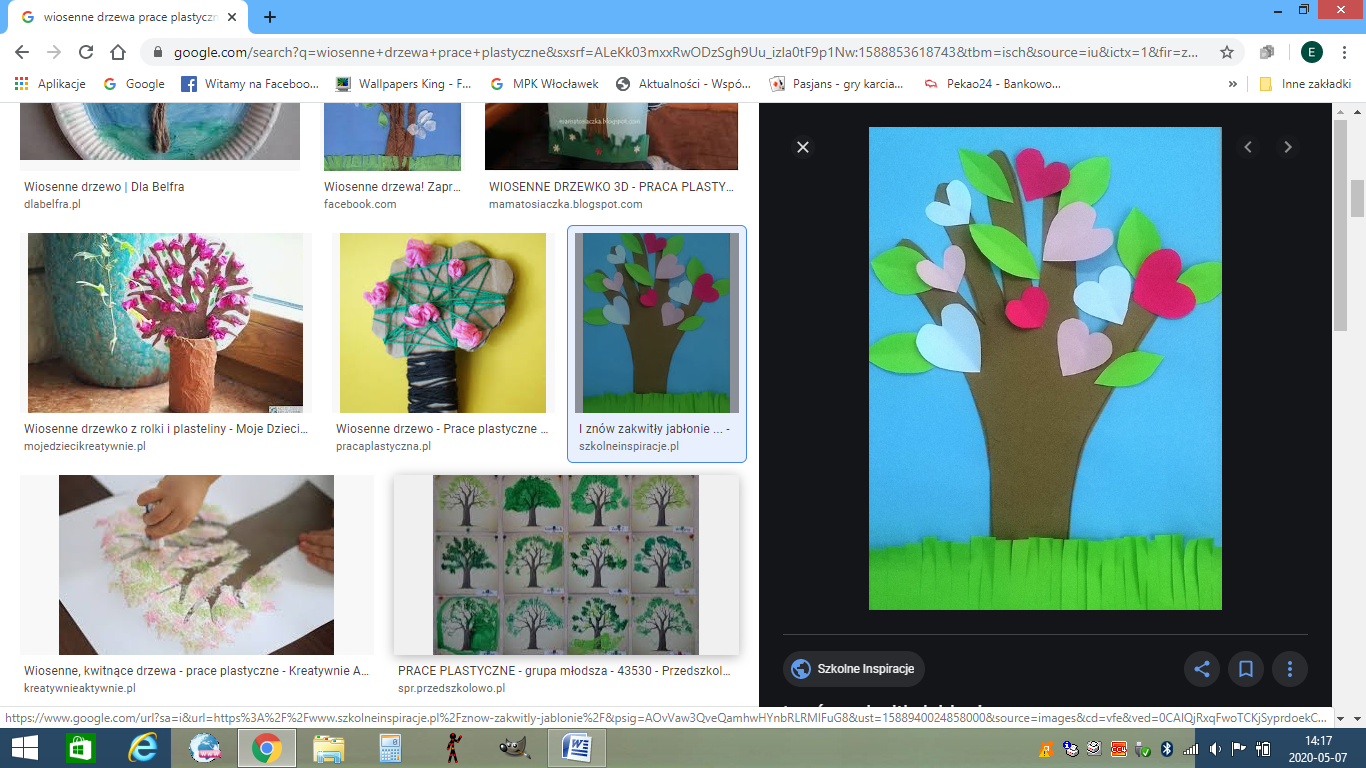 wiosenne drzewa prace plastyczn
google.com/search?q=wiosenne+drzewa+prace+plastyczne&sxsrf=ALeKk03mxxRwODzSgh9Uu_izla0tF9p1Nw:1588853618743&tbm=isch&source=iu&ictx=1&fir=z...
E
Aplikacje
Google
Witamy na Faceboo...
Wallpapers King - F...
MPK Włocławek
Aktualności - Wspó...
Pasjans - gry karcia...
Pekao24 - Bankowo...
»
Inne zakładki
mamatosiaczka.blogspot.com
Wiosenne drzewo | Dla Belfra
dlabelfra.pl
Wiosenne drzewa! Zapr...
facebook.com
WIOSENNE DRZEWKO 3D - PRACA PLASTY...
mamatosiaczka.blogspot.com
Wiosenne drzewko z rolki i plasteliny - Moje Dzieci...
mojedziecikreatywnie.pl
Wiosenne drzewo - Prace plastyczne ...
pracaplastyczna.pl
I znów zakwitły jabłonie ... -
szkolneinspiracje.pl
Wiosenne, kwitnące drzewa - prace plastyczne - Kreatywnie A...
kreatywnieaktywnie.pl
PRACE PLASTYCZNE - grupa młodsza - 43530 - Przedszkol...
spr.przedszkolowo.pl
Szkolne Inspiracje
https://www.google.com/url?sa=i&url=https%3A%2F%2Fwww.szkolneinspiracje.pl%2Fznow-zakwitly-jablonie%2F&psig=AOvVaw3QveQamhwHYnbRLRMIFuG8&ust=1588940024858000&source=images&cd=vfe&ved=0CAIQjRxqFwoTCKjSyprdoekC...
14:17
2020-05-07